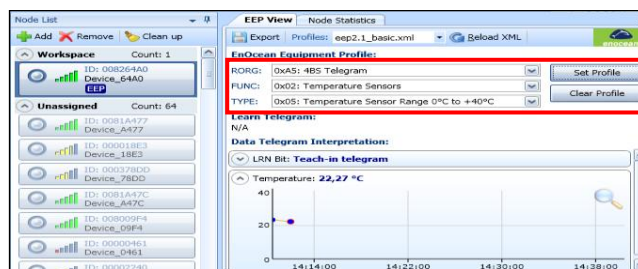 Node List
Add Remove Clean up
Workspace Count: 1
ID: 008264A0
Device_64A0
EEP
Unassigned Count: 64
ID: 0081A477
Device_A477
ID: 000018E3
Device_18E3
ID: 000378DD
Device_78DD
ID: 0081A47C
Device_A47C
ID: 008009F4
Device_09F4
ID: 00000461
Device_0461
ID: 00007240
EEP View Node Statistics
Export Profiles: eep2.1_basic.xml Reload XML
enocean
EnOcean Equipment Profile:
RORG: 0xA5: 4BS Telegram Set Profile
FUNC: 0x02: Temperature Sensors
TYPE: 0x05: Temperature Sensor Range 0°C to +40°C Clear Profile
Learn Telegram:
N/A
Data Telegram Interpretation:
LRN Bit: Teach-in telegram
Temperature: 22,27 °C
40
20
0
14:14:00 14:22:00 14:30:00 14:38:00